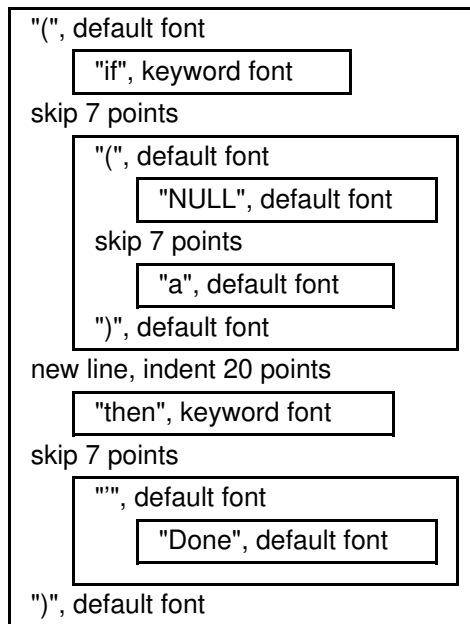 "(", default font
"if", keyword font
skip 7 points
"(", default font
"NULL", default font
skip 7 points
"a", default font
")", default font
new line, indent 20 points
"then", keyword font
skip 7 points
"'", default font
"Done", default font
")", default font